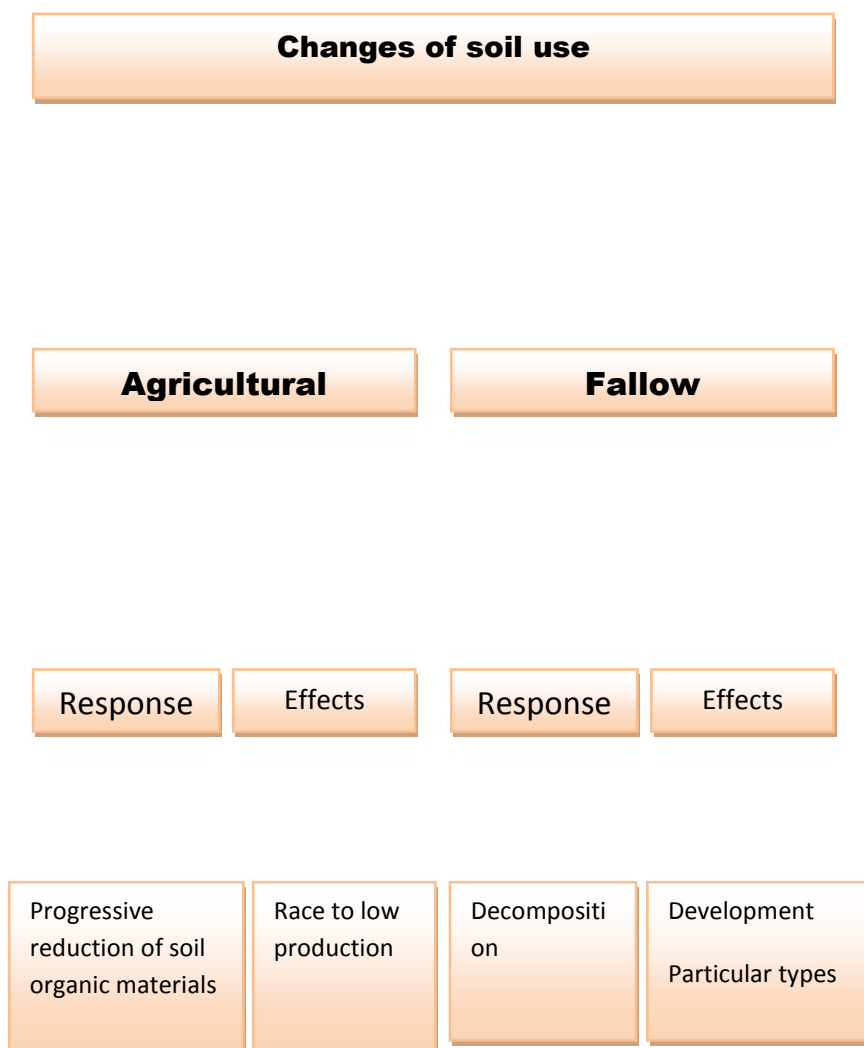 Changes of soil use
Agricultural
Fallow
Response
Effects
Response
Effects
Progressive
reduction of soil
organic materials
Race to low
production
Decompositi
on
Development
Particular types